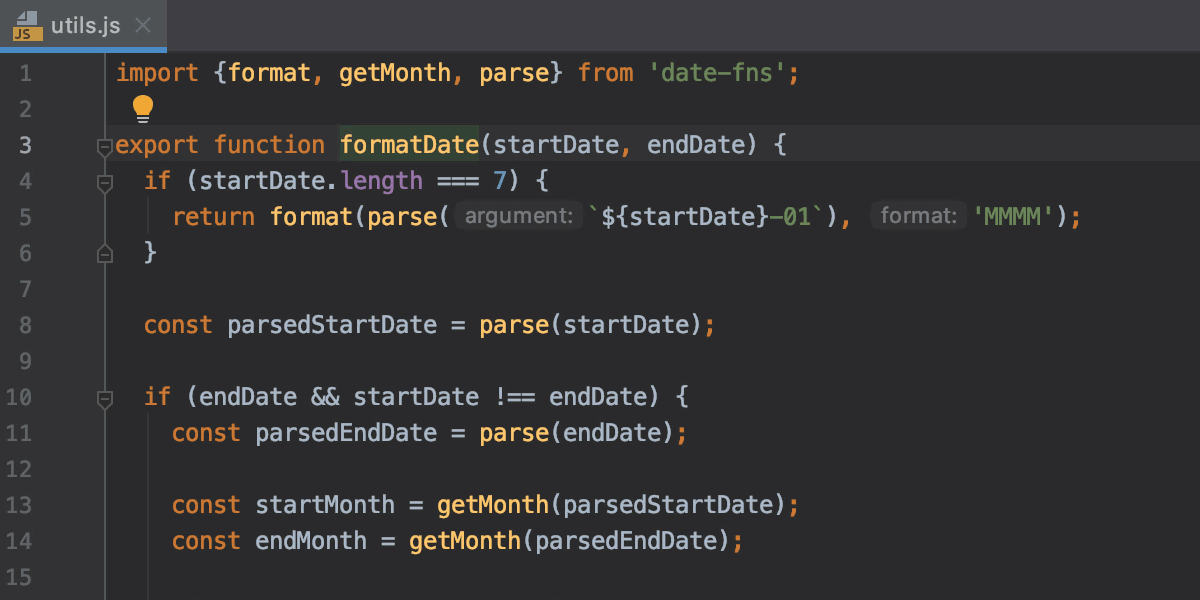 JS utils.js
1 import {format, getMonth, parse} from 'date-fns';
2
3 export function formatDate(startDate, endDate) {
4 if (startDate.length === 7) {
5 return format(parse( argument: `${startDate}-01`), format: 'MMMM');
6 }
7
8 const parsedStartDate = parse(startDate);
9
10 if (endDate && startDate !== endDate) {
11 const parsedEndDate = parse(endDate);
12
13 const startMonth = getMonth(parsedStartDate);
14 const endMonth = getMonth(parsedEndDate);
15